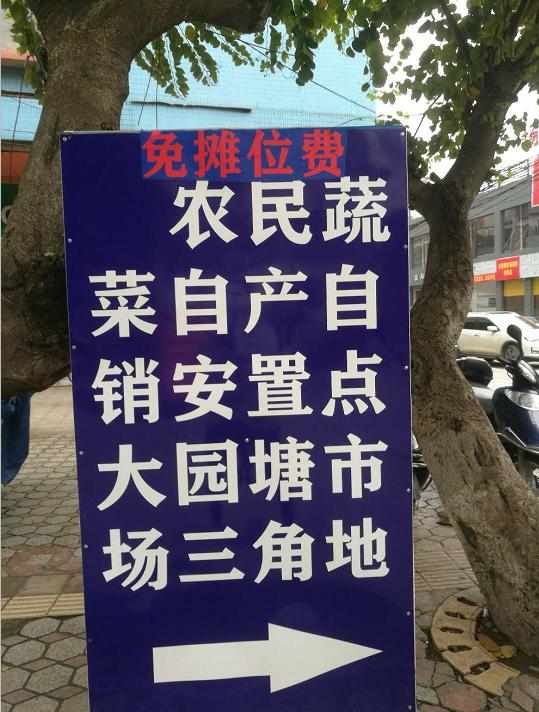 免摊位费
农民蔬
菜自产自
销安置点
大园塘市
场三角地